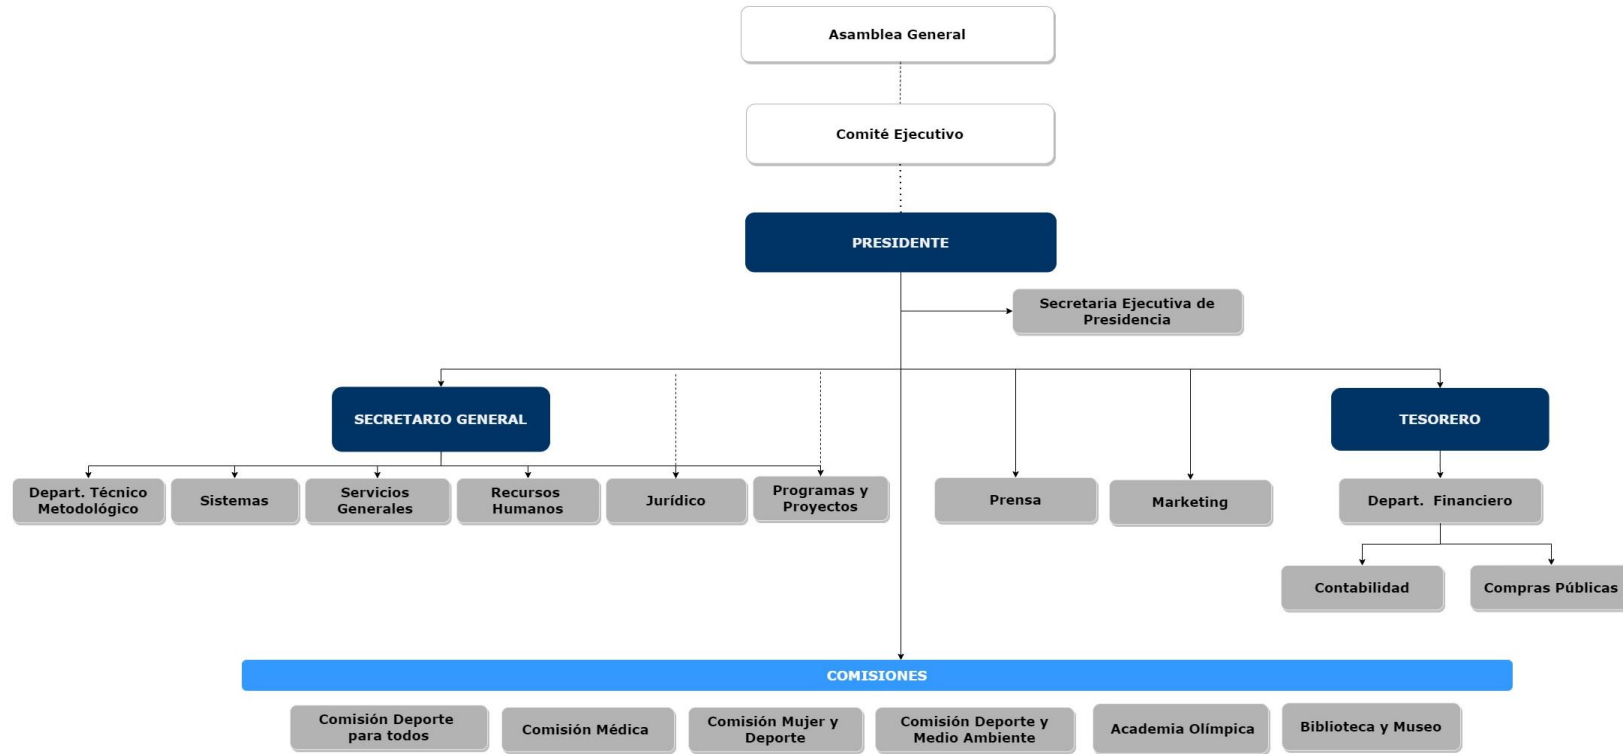 Asamblea General
Comité Ejecutivo
PRESIDENTE
Secretaria Ejecutiva de
Presidencia
SECRETARIO GENERAL
TESORERO
Depart. Técnico
Metodológico
Sistemas
Servicios
Generales
Recursos
Humanos
Jurídico
Programas y
Proyectos
Prensa
Marketing
Depart. Financiero
Contabilidad
Compras Públicas
COMISIONES
Comisión Deporte
para todos
Comisión Médica
Comisión Mujer y
Deporte
Comisión Deporte y
Medio Ambiente
Academia Olímpica
Biblioteca y Museo